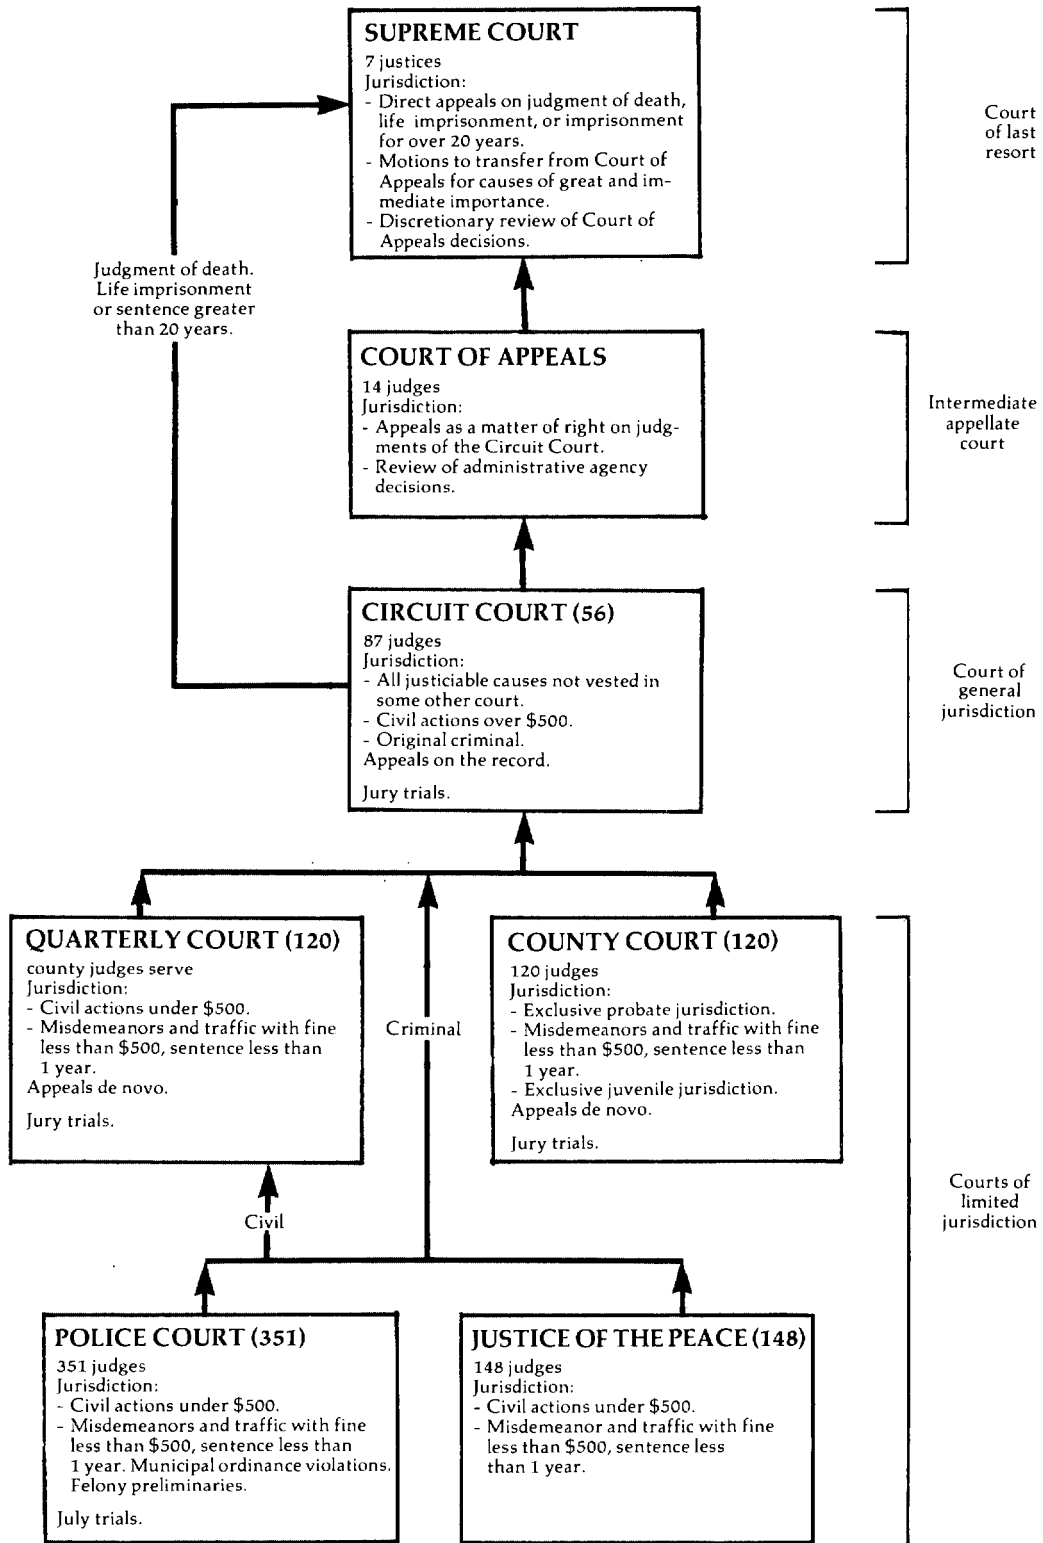 SUPREME COURT
7 justices
Jurisdiction:
- Direct appeals on judgment of death,
life imprisonment, or imprisonment
for over 20 years.
- Motions to transfer from Court of
Appeals for causes of great and im-
mediate importance.
- Discretionary review of Court of
Appeals decisions.
Court
of last
resort
Judgment of death.
Life imprisonment
or sentence greater
than 20 years.
COURT OF APPEALS
14 judges
Jurisdiction:
- Appeals as a matter of right on judg-
ments of the Circuit Court.
- Review of administrative agency
decisions.
Intermediate
appellate
court
CIRCUIT COURT (56)
87 judges
Jurisdiction:
- All justiciable causes not vested in
some other court.
- Civil actions over $500.
- Original criminal.
Appeals on the record.
Jury trials.
Court of
general
jurisdiction
QUARTERLY COURT (120)
county judges serve
Jurisdiction:
- Civil actions under $500.
- Misdemeanors and traffic with fine
less than $500, sentence less than
1 year.
Appeals de novo.
Jury trials.
Criminal
COUNTY COURT (120)
120 judges
Jurisdiction:
- Exclusive probate jurisdiction.
- Misdemeanors and traffic with fine
less than $500, sentence less than
1 year.
- Exclusive juvenile jurisdiction.
Appeals de novo.
Jury trials.
Courts of
limited
jurisdiction
Civil
POLICE COURT (351)
351 judges
Jurisdiction:
- Civil actions under $500.
- Misdemeanors and traffic with fine
less than $500, sentence less than
1 year. Municipal ordinance violations.
Felony preliminaries.
July trials.
JUSTICE OF THE PEACE (148)
148 judges
Jurisdiction:
- Civil actions under $500.
- Misdemeanor and traffic with fine
less than $500, sentence less
than 1 year.